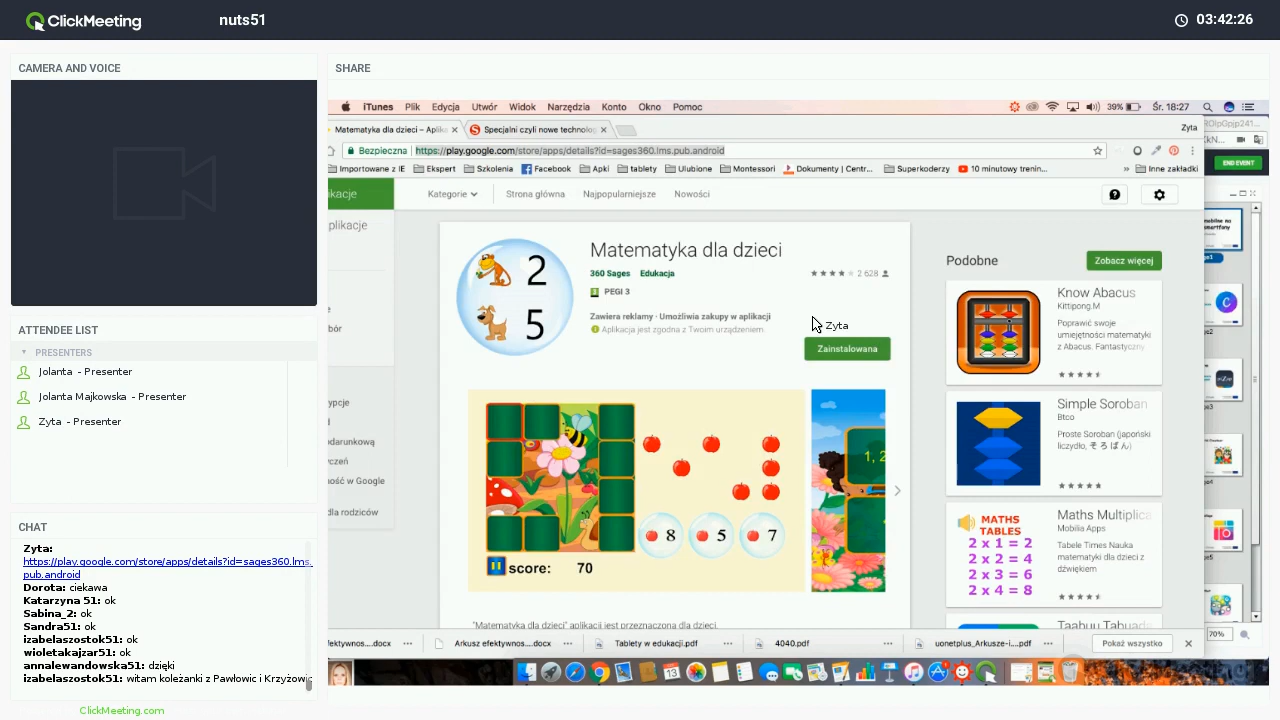 ClickMeeting
nuts51
03:42:26
CAMERA AND VOICE
SHARE
iTunes Plik Edycja Utwór Widok Narzędzia Konto Okno Pomoc
39% Śr. 18:27
Matematyka dla dzieci – Aplik
Specjalni czyli nowe technolog
Zyta
Bezpieczna
https://play.google.com/store/apps/details?id=sages360.lms.pub.android
Importowane z IE Ekspert Szkolenia Facebook Apki tablety Ulubione Montessori Dokumenty | Centr... Superkoderzy 10 minutowy trenin...
Inne zakładki
END EVENT
Kategorie
Strona główna
Najpopularniejsze
Nowości
Matematyka dla dzieci
360 Sages Edukacja
3 PEGI 3
2 628
Zawiera reklamy · Umożliwia zakupy w aplikacji
Aplikacja jest zgodna z Twoim urządzeniem.
Zyta
Zainstalowana
2
5
8
5
7
score: 70
1, 2
"Matematyka dla dzieci" aplikacji jest przeznaczona dla dzieci.
Podobne
Zobacz więcej
Know Abacus
Kittipong.M
Poprawić swoje
umiejętności matematyki
z Abacus. Fantastyczny
Simple Soroban
Btco
Proste Soroban (japoński
liczydło, そろばん)
MATHS
TABLES
2 x 1 = 2
2 x 2 = 4
2 x 3 = 6
2 x 4 = 8
Maths Multiplica
Mobilia Apps
Tabele Times Nauka
matematyki dla dzieci z
dźwiękiem
70%
ATTENDEE LIST
PRESENTERS
Jolanta - Presenter
Jolanta Majkowska - Presenter
Zyta - Presenter
CHAT
Zyta:
https://play.google.com/store/apps/details?id=sages360.lms.
pub.android
Dorota: ciekawa
Katarzyna 51: ok
Sabina_2: ok
Sandra51: ok
izabelaszostok51: ok
wioletakajzar51: ok
annalewandowska51: dzięki
izabelaszostok51: witam koleżanki z Pawłowic Krzyżowic
Arkusz efektywnos....docx
Tablety w edukacji.pdf
4040.pdf
uonetplus_Arkusze-i....pdf
Pokaż wszystko
ClickMeeting.com